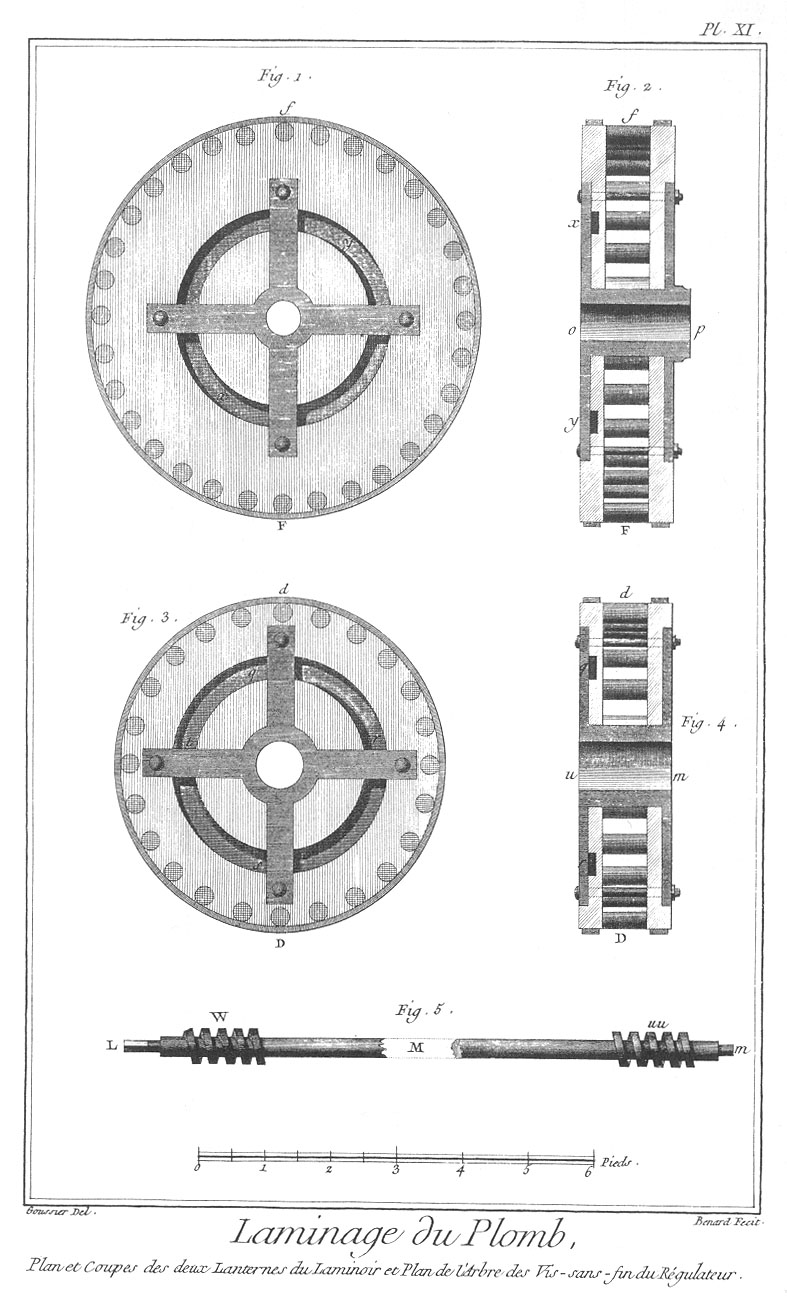 Pl. XI.
Fig. 1.
Fig. 2.
f
f
x
o
p
y
F
F
d
d
Fig. 3.
Fig. 4.
q
u
m
D
D
Fig. 5.
W
uu
L
M
m
0 1 2 3 4 5 6 Pieds.
Goussier Del.
Benard Fecit.
Laminage du Plomb,
Plan et Coupes des deux Lanternes du Laminoir et Plan de l'Arbre des Vis-sans-fin du Régulateur.